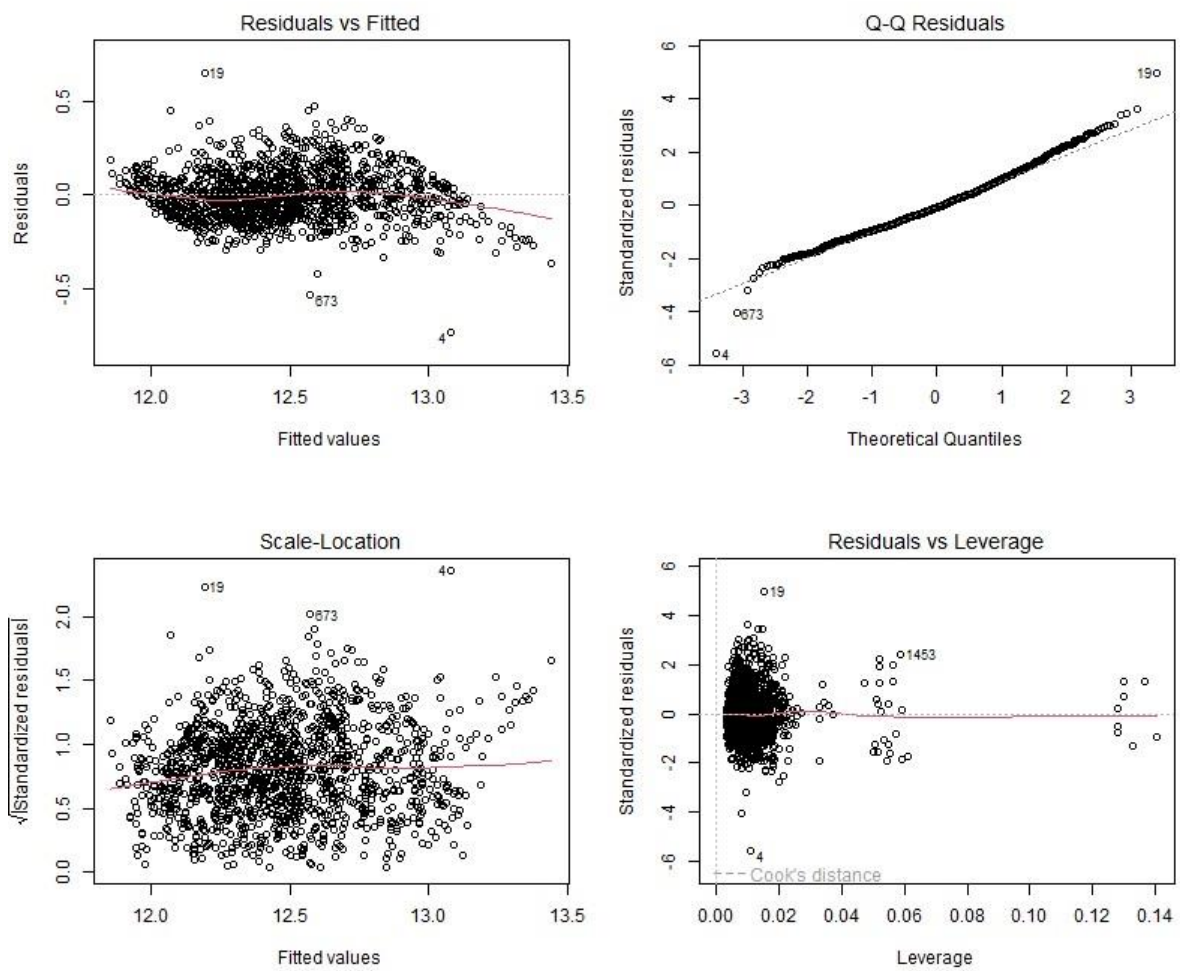 Residuals vs Fitted
19
673
4
0.5
0.0
-0.5
Residuals
12.0 12.5 13.0 13.5
Fitted values
Q-Q Residuals
19
673
4
6
4
2
0
-2
-4
-6
Standardized residuals
-3 -2 -1 0 1 2 3
Theoretical Quantiles
Scale-Location
4
19
673
2.0
1.5
1.0
0.5
0.0
√|Standardized residuals|
12.0 12.5 13.0 13.5
Fitted values
Residuals vs Leverage
19
1453
4
Cook's distance
6
4
2
0
-2
-4
-6
Standardized residuals
0.00 0.02 0.04 0.06 0.08 0.10 0.12 0.14
Leverage